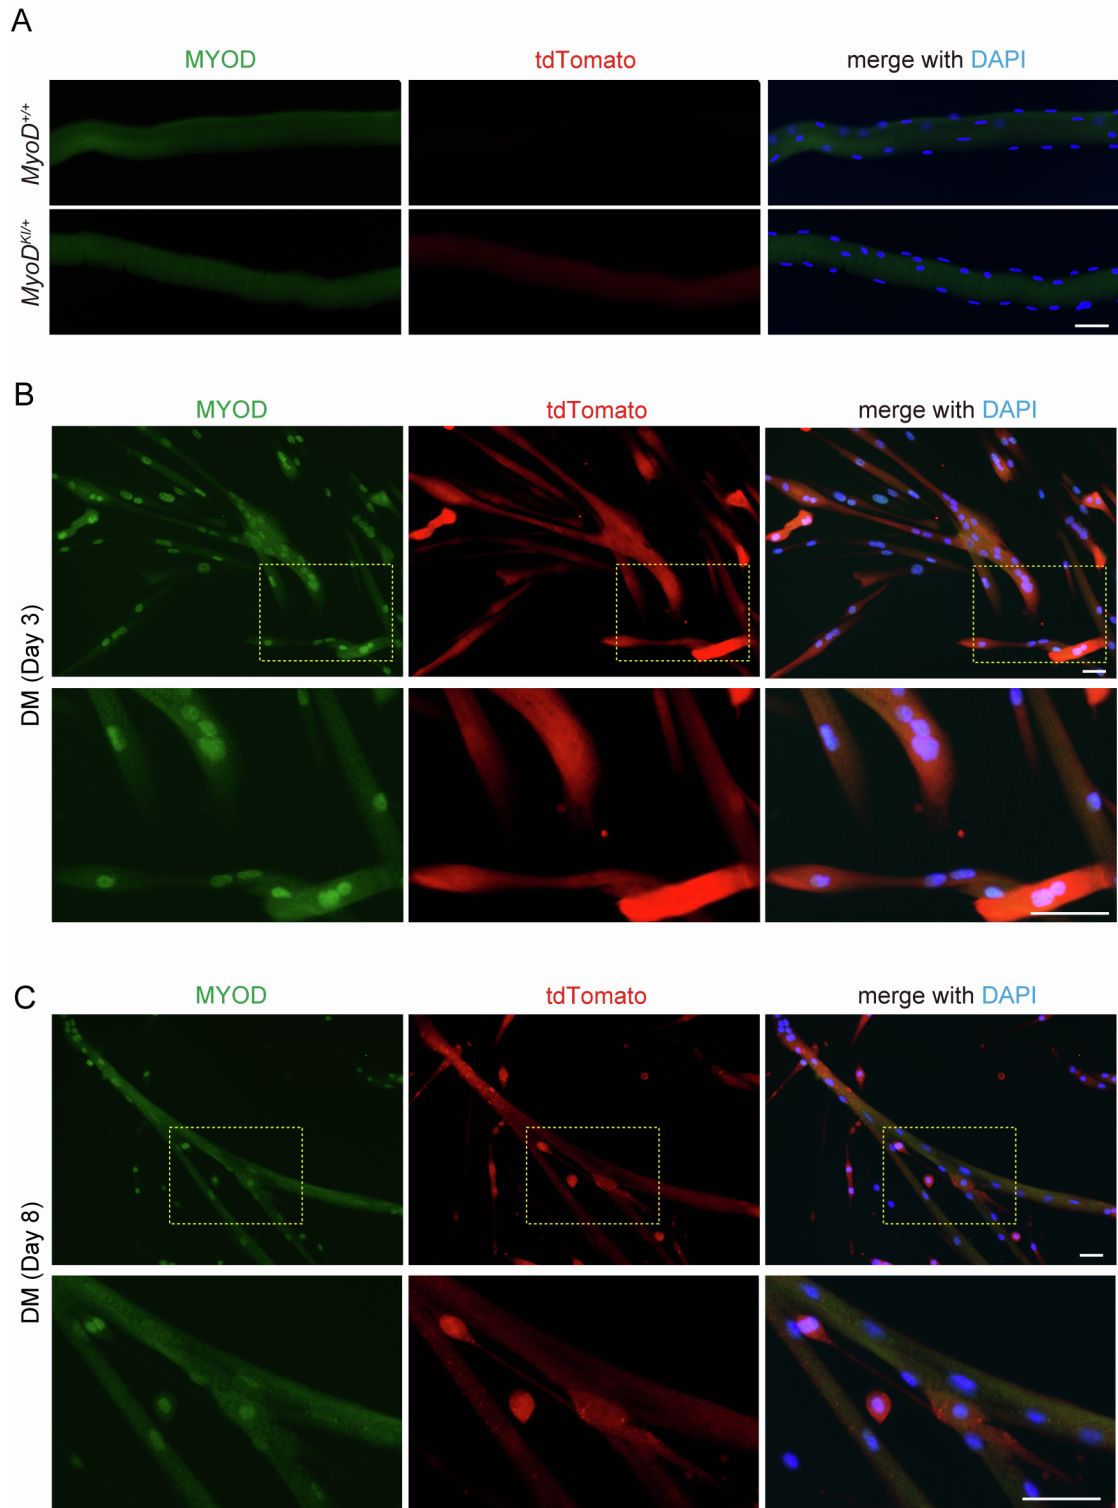 A
MYOD tdTomato merge with DAPI
MyoD+/+
MyoDKI/+
B
MYOD tdTomato merge with DAPI
DM (Day 3)
C
MYOD tdTomato merge with DAPI
DM (Day 8)